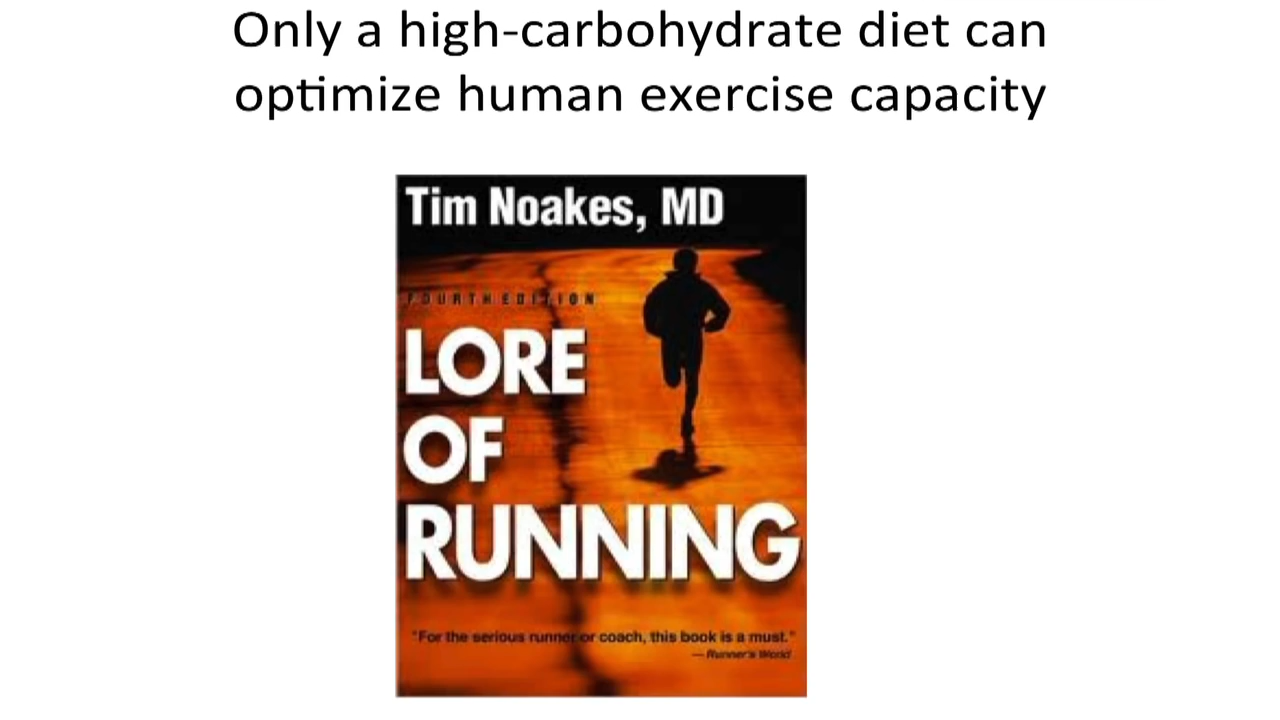 Only a high-carbohydrate diet can
optimize human exercise capacity
Tim Noakes, MD
FOURTH EDITION
LORE
OF
RUNNING
"For the serious runner or coach, this book is a must."
— Runner's World